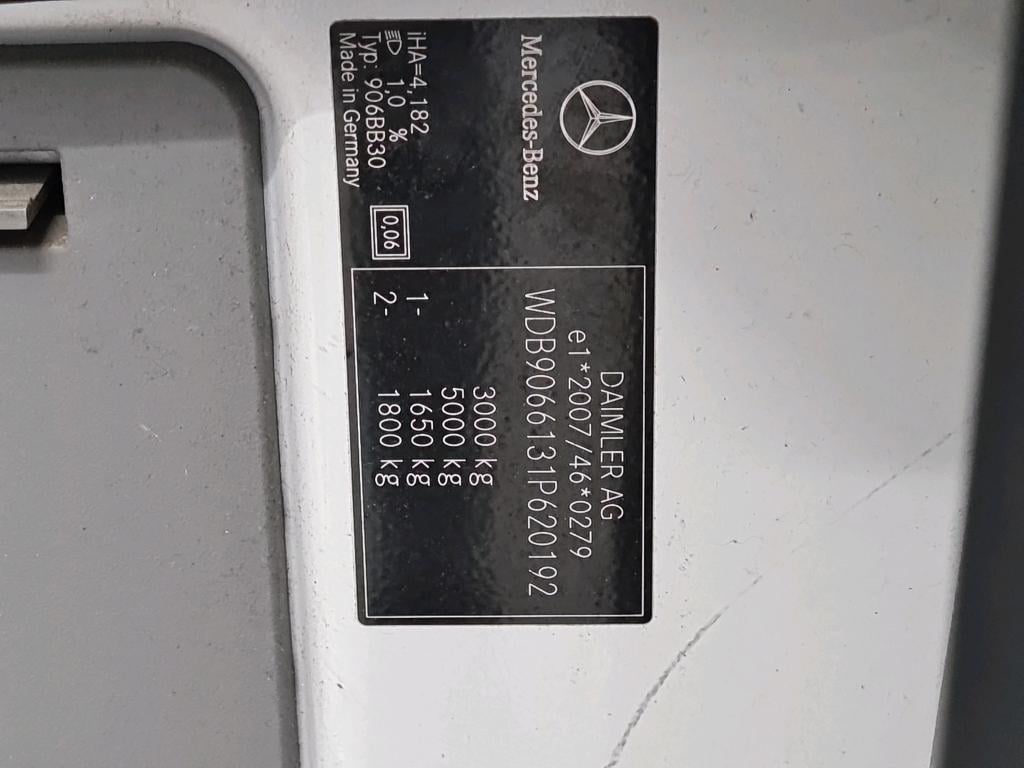 Mercedes-Benz
iHA=4,182
1,0 %
Typ: 906BB30
Made in Germany
0,06
DAIMLER AG
e1*2007/46*0279
WDB9066131P620192
3000 kg
5000 kg
1- 1650 kg
2- 1800 kg